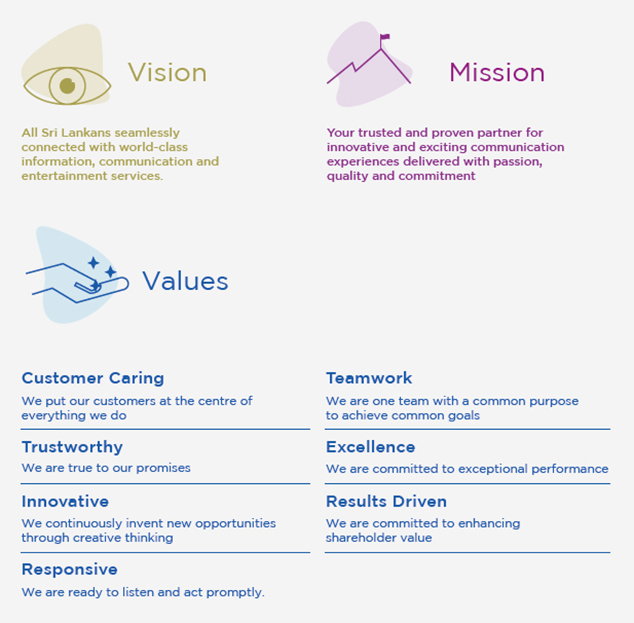 Vision
All Sri Lankans seamlessly
connected with world-class
information, communication and
entertainment services.
Mission
Your trusted and proven partner for
innovative and exciting communication
experiences delivered with passion,
quality and commitment
Values
Customer Caring
We put our customers at the centre of
everything we do
Teamwork
We are one team with a common purpose
to achieve common goals
Trustworthy
We are true to our promises
Excellence
We are committed to exceptional performance
Innovative
We continuously invent new opportunities
through creative thinking
Results Driven
We are committed to enhancing
shareholder value
Responsive
We are ready to listen and act promptly.